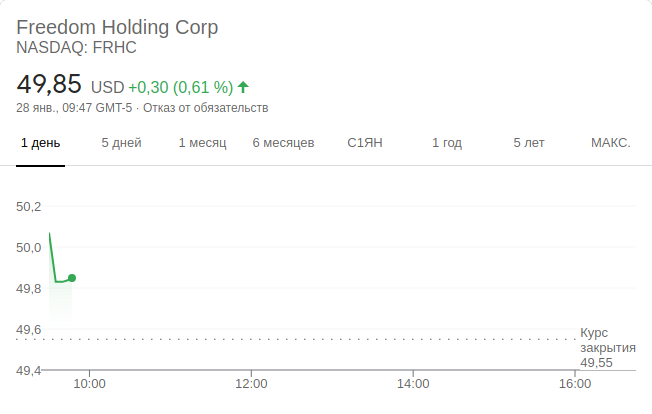 Freedom Holding Corp
NASDAQ: FRHC
49,85 USD +0,30 (0,61 %)
28 янв., 09:47 GMT-5 · Отказ от обязательств
1 день 5 дней 1 месяц 6 месяцев С1ЯН 1 год 5 лет МАКС.
50,2
50,0
49,8
49,6
Курс
закрытия
49,55
49,4
10:00 12:00 14:00 16:00